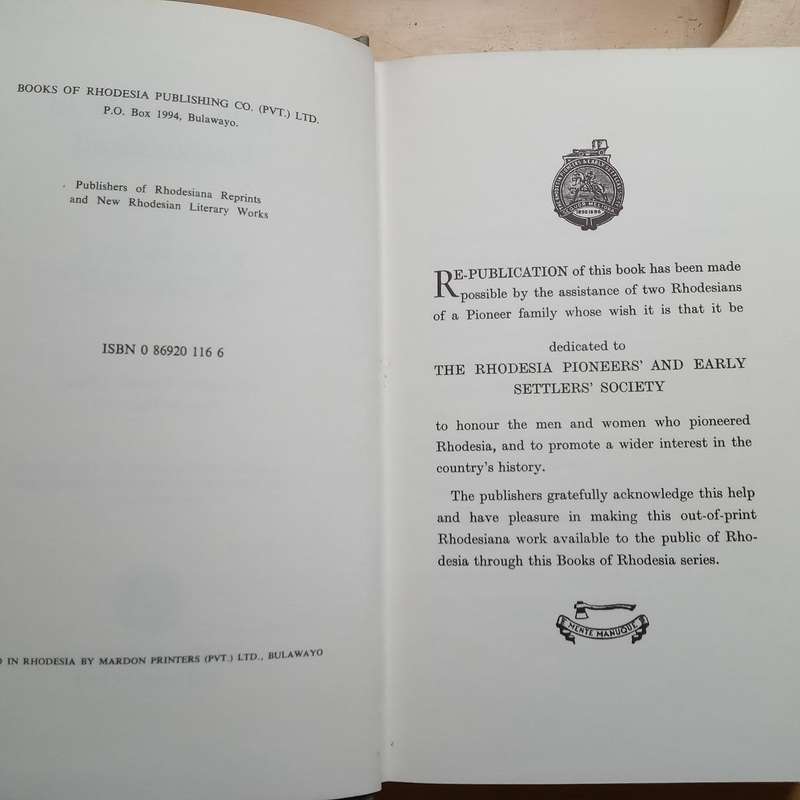 BOOKS OF RHODESIA PUBLISHING CO. (PVT.) LTD.
P.O. Box 1994, Bulawayo.
Publishers of Rhodesiana Reprints
and New Rhodesian Literary Works
ISBN 0 86920 116 6
IN RHODESIA BY MARDON PRINTERS (PVT.) LTD., BULAWAYO
1890 1896
RE-PUBLICATION of this book has been made
possible by the assistance of two Rhodesians
of a Pioneer family whose wish it is that it be
dedicated to
THE RHODESIA PIONEERS' AND EARLY
SETTLERS' SOCIETY
to honour the men and women who pioneered
Rhodesia, and to promote a wider interest in the
country's history.
The publishers gratefully acknowledge this help
and have pleasure in making this out-of-print
Rhodesiana work available to the public of Rho-
desia through this Books of Rhodesia series.
MENTE MANUQUE